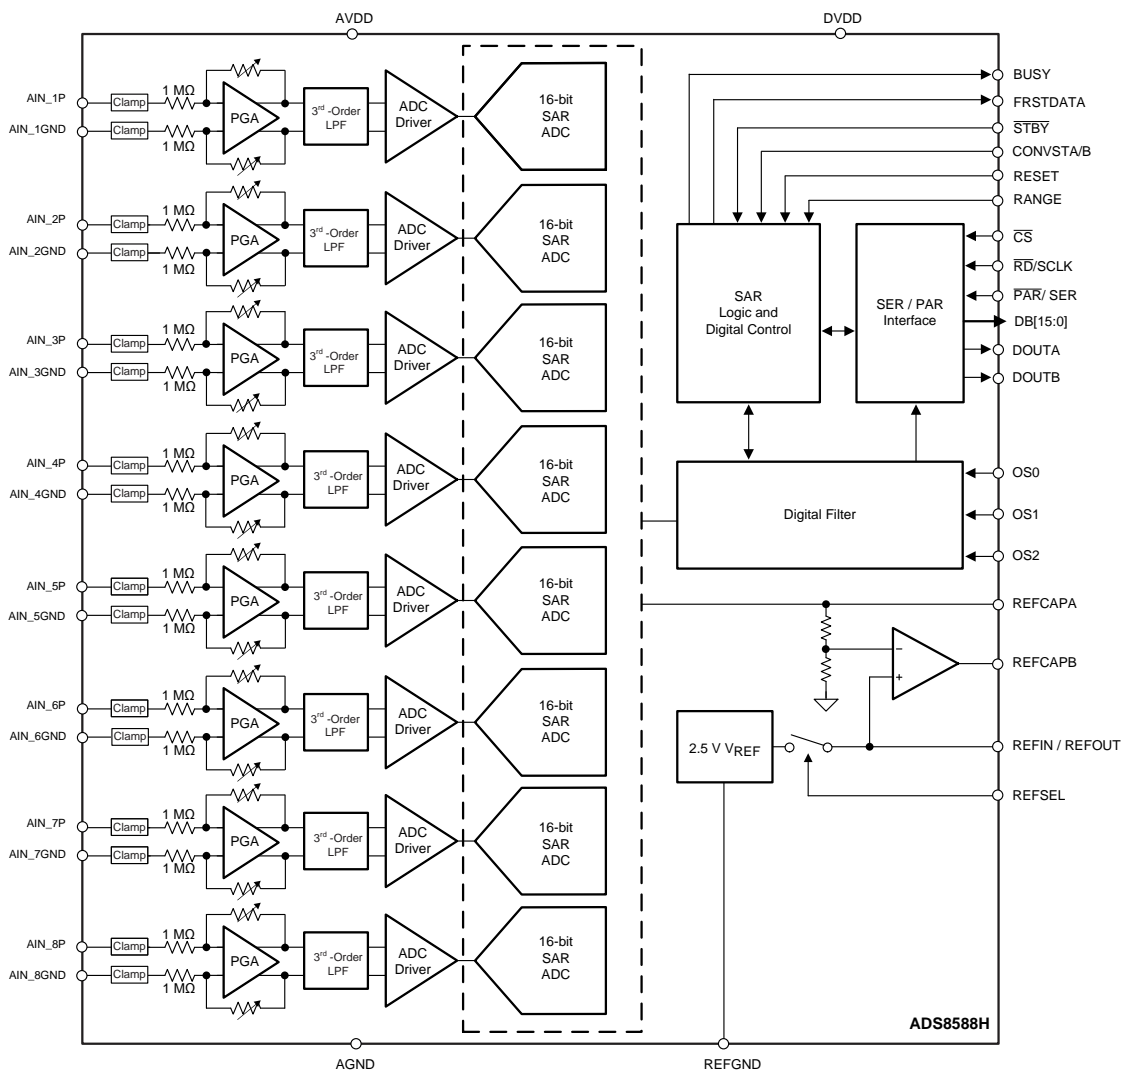 AVDD
DVDD
AIN_1P
Clamp
1 MΩ
PGA
3rd -Order
LPF
ADC
Driver
16-bit
SAR
ADC
AIN_1GND
Clamp
1 MΩ
AIN_2P
Clamp
1 MΩ
PGA
3rd -Order
LPF
ADC
Driver
16-bit
SAR
ADC
AIN_2GND
Clamp
1 MΩ
AIN_3P
Clamp
1 MΩ
PGA
3rd -Order
LPF
ADC
Driver
16-bit
SAR
ADC
AIN_3GND
Clamp
1 MΩ
AIN_4P
Clamp
1 MΩ
PGA
3rd -Order
LPF
ADC
Driver
16-bit
SAR
ADC
AIN_4GND
Clamp
1 MΩ
AIN_5P
Clamp
1 MΩ
PGA
3rd -Order
LPF
ADC
Driver
16-bit
SAR
ADC
AIN_5GND
Clamp
1 MΩ
AIN_6P
Clamp
1 MΩ
PGA
3rd -Order
LPF
ADC
Driver
16-bit
SAR
ADC
AIN_6GND
Clamp
1 MΩ
AIN_7P
Clamp
1 MΩ
PGA
3rd -Order
LPF
ADC
Driver
16-bit
SAR
ADC
AIN_7GND
Clamp
1 MΩ
AIN_8P
Clamp
1 MΩ
PGA
3rd -Order
LPF
ADC
Driver
16-bit
SAR
ADC
AIN_8GND
Clamp
1 MΩ
BUSY
FRSTDATA
STBY
CONVSTA/B
RESET
RANGE
CS
RD/SCLK
PAR/ SER
DB[15:0]
DOUTA
DOUTB
SAR
Logic and
Digital Control
SER / PAR
Interface
Digital Filter
OS0
OS1
OS2
REFCAPA
REFCAPB
−
+
2.5 V VREF
REFIN / REFOUT
REFSEL
ADS8588H
AGND
REFGND